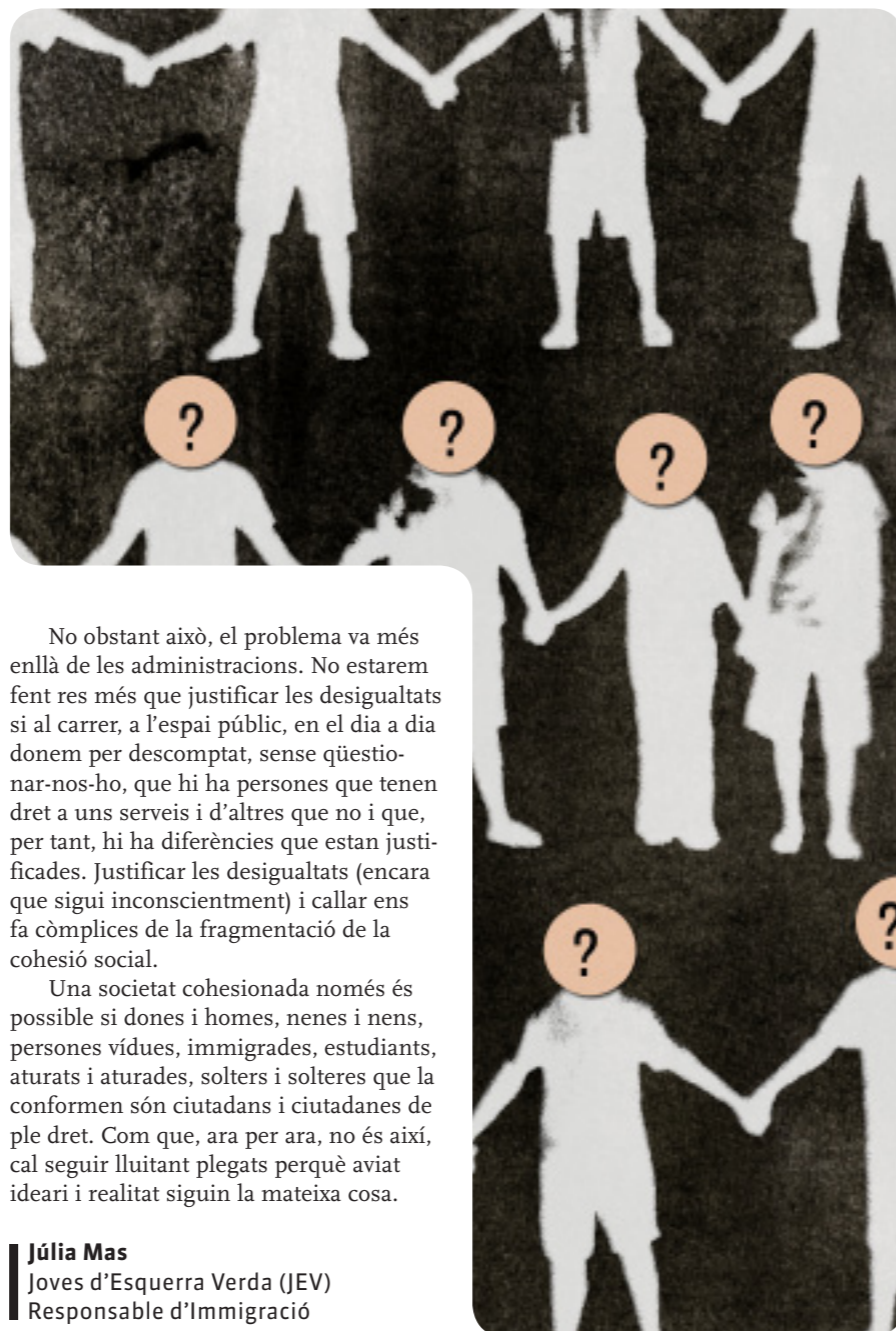 ?
?
?
?
No obstant això, el problema va més
enllà de les administracions. No estarem
fent res més que justificar les desigualtats
si al carrer, a l’espai públic, en el dia a dia
donem per descomptat, sense qüestio-
nar-nos-ho, que hi ha persones que tenen
dret a uns serveis i d’altres que no i que,
per tant, hi ha diferències que estan justi-
ficades. Justificar les desigualtats (encara
que sigui inconscientment) i callar ens
fa còmplices de la fragmentació de la
cohesió social.
Una societat cohesionada només és
possible si dones i homes, nenes i nens,
persones vídues, immigrades, estudiants,
aturats i aturades, solters i solteres que la
conformen són ciutadans i ciutadanes de
ple dret. Com que, ara per ara, no és així,
cal seguir lluitant plegats perquè aviat
ideari i realitat siguin la mateixa cosa.
Júlia Mas
Joves d’Esquerra Verda (JEV)
Responsable d’Immigració
?
?